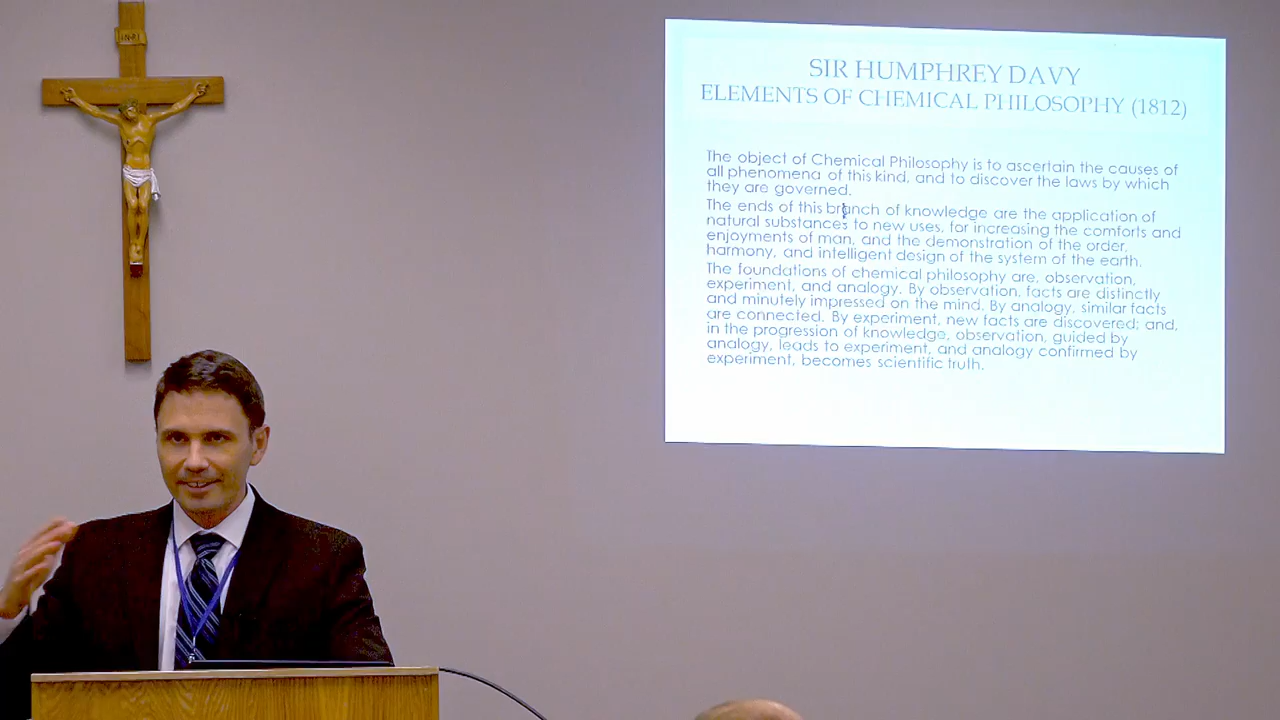 INRI
SIR HUMPHREY DAVY
ELEMENTS OF CHEMICAL PHILOSOPHY (1812)
The object of Chemical Philosophy is to ascertain the causes of
all phenomena of this kind, and to discover the laws by which
they are governed.
The ends of this branch of knowledge are the application of
natural substances to new uses, for increasing the comforts and
enjoyments of man, and the demonstration of the order,
harmony, and intelligent design of the system of the earth.
The foundations of chemical philosophy are, observation,
experiment, and analogy. By observation, facts are distinctly
and minutely impressed on the mind. By analogy, similar facts
are connected. By experiment, new facts are discovered; and,
in the progression of knowledge, observation, guided by
analogy, leads to experiment, and analogy confirmed by
experiment, becomes scientific truth.